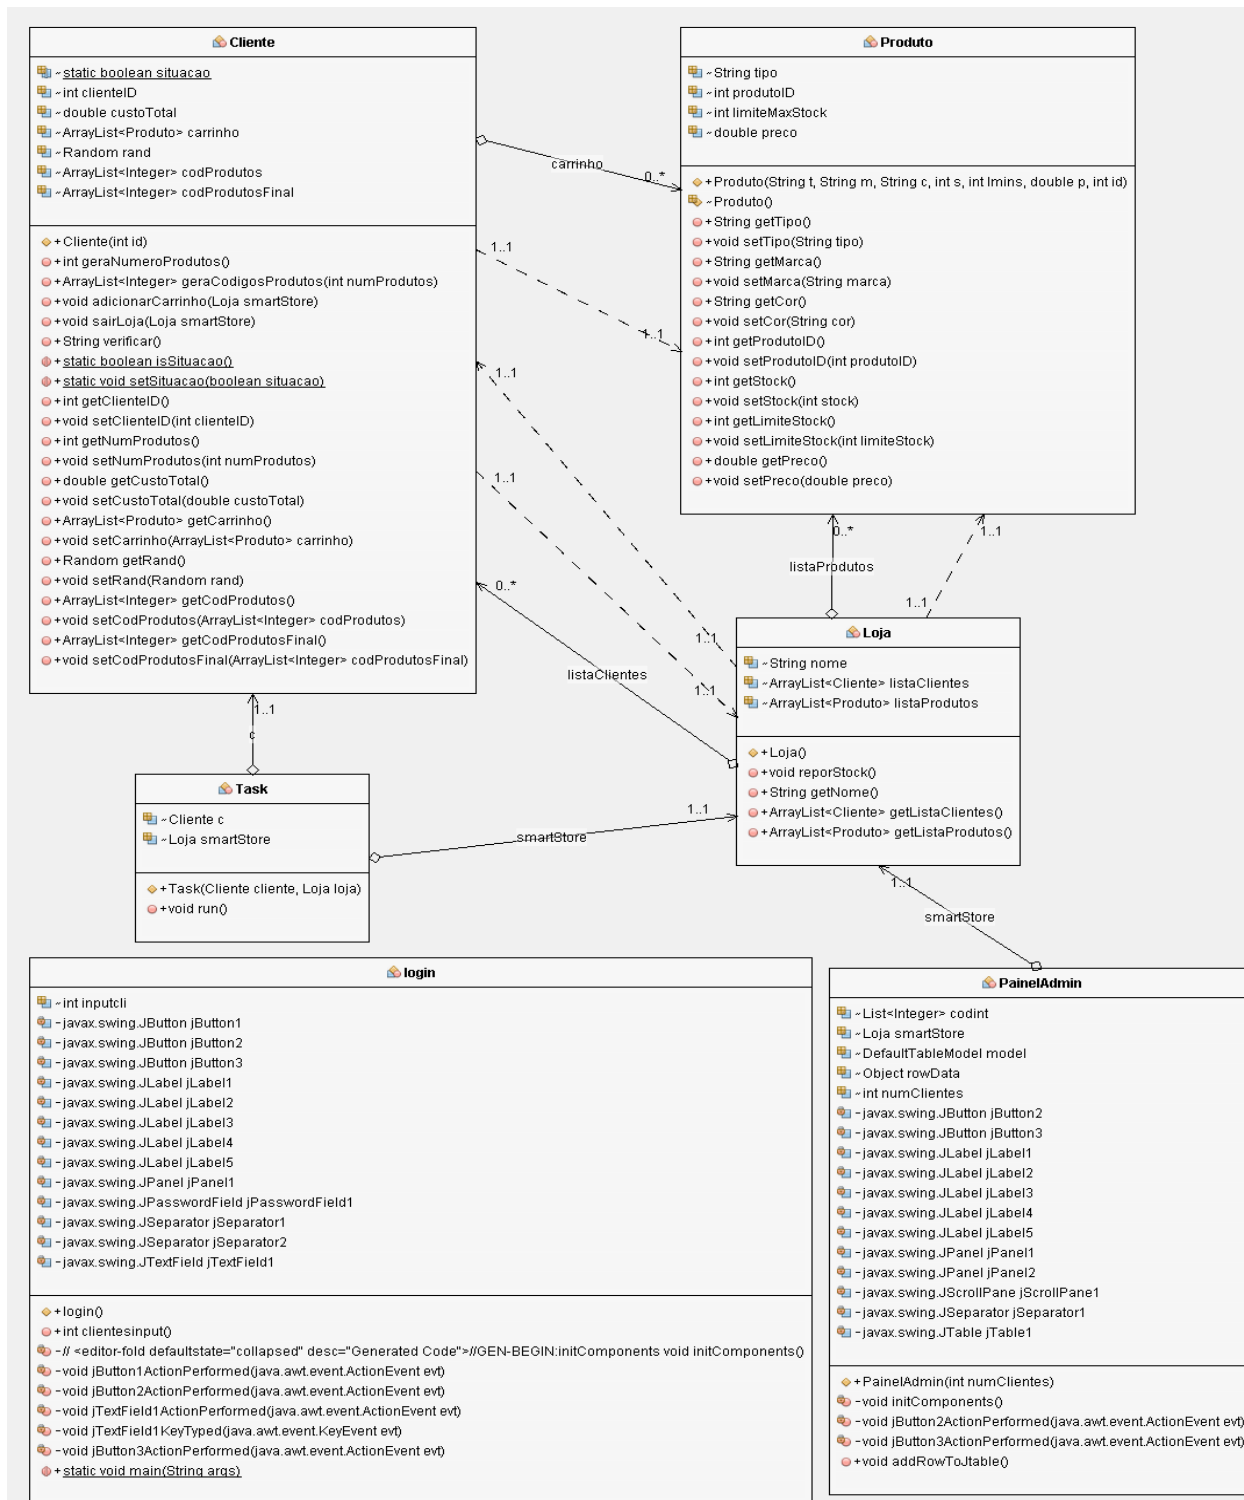 Cliente
~static boolean situacao
~int clienteID
~double custoTotal
~ArrayList<Produto> carrinho
~Random rand
~ArrayList<Integer> codProdutos
~ArrayList<Integer> codProdutosFinal
+Cliente(int id)
+int geraNumeroProdutos()
+ArrayList<Integer> geraCodigosProdutos(int numProdutos)
+void adicionarCarrinho(Loja smartStore)
+void sairLoja(Loja smartStore)
+String verificar()
+static boolean isSituacao()
+static void setSituacao(boolean situacao)
+int getClienteID()
+void setClienteID(int clienteID)
+int getNumProdutos()
+void setNumProdutos(int numProdutos)
+double getCustoTotal()
+void setCustoTotal(double custoTotal)
+ArrayList<Produto> getCarrinho()
+void setCarrinho(ArrayList<Produto> carrinho)
+Random getRand()
+void setRand(Random rand)
+ArrayList<Integer> getCodProdutos()
+void setCodProdutos(ArrayList<Integer> codProdutos)
+ArrayList<Integer> getCodProdutosFinal()
+void setCodProdutosFinal(ArrayList<Integer> codProdutosFinal)
Produto
~String tipo
~int produtoID
~int limiteMaxStock
~double preco
+Produto(String t, String m, String c, int s, int lmins, double p, int id)
~Produto()
+String getTipo()
+void setTipo(String tipo)
+String getMarca()
+void setMarca(String marca)
+String getCor()
+void setCor(String cor)
+int getProdutoID()
+void setProdutoID(int produtoID)
+int getStock()
+void setStock(int stock)
+int getLimiteStock()
+void setLimiteStock(int limiteStock)
+double getPreco()
+void setPreco(double preco)
carrinho
0..*
1..1
1..1
1..1
1..1
0..*
1..1
0..*
listaProdutos
1..1
1..1
listaClientes
1..1
Loja
~String nome
~ArrayList<Cliente> listaClientes
~ArrayList<Produto> listaProdutos
+Loja()
+void reporStock()
+String getNome()
+ArrayList<Cliente> getListaClientes()
+ArrayList<Produto> getListaProdutos()
1..1
c
Task
~Cliente c
~Loja smartStore
+Task(Cliente cliente, Loja loja)
+void run()
1..1
smartStore
1..1
smartStore
login
~int inputcli
-javax.swing.JButton jButton1
-javax.swing.JButton jButton2
-javax.swing.JButton jButton3
-javax.swing.JLabel jLabel1
-javax.swing.JLabel jLabel2
-javax.swing.JLabel jLabel3
-javax.swing.JLabel jLabel4
-javax.swing.JLabel jLabel5
-javax.swing.JPanel jPanel1
-javax.swing.JPasswordField jPasswordField1
-javax.swing.JSeparator jSeparator1
-javax.swing.JSeparator jSeparator2
-javax.swing.JTextField jTextField1
+login()
+int clientesinput()
-// <editor-fold defaultstate="collapsed" desc="Generated Code">//GEN-BEGIN:initComponents void initComponents()
-void jButton1ActionPerformed(java.awt.event.ActionEvent evt)
-void jButton2ActionPerformed(java.awt.event.ActionEvent evt)
-void jTextField1ActionPerformed(java.awt.event.ActionEvent evt)
-void jTextField1KeyTyped(java.awt.event.KeyEvent evt)
-void jButton3ActionPerformed(java.awt.event.ActionEvent evt)
+static void main(String args)
PainelAdmin
~List<Integer> codint
~Loja smartStore
~DefaultTableModel model
~Object rowData
~int numClientes
-javax.swing.JButton jButton2
-javax.swing.JButton jButton3
-javax.swing.JLabel jLabel1
-javax.swing.JLabel jLabel2
-javax.swing.JLabel jLabel3
-javax.swing.JLabel jLabel4
-javax.swing.JLabel jLabel5
-javax.swing.JPanel jPanel1
-javax.swing.JPanel jPanel2
-javax.swing.JScrollPane jScrollPane1
-javax.swing.JSeparator jSeparator1
-javax.swing.JTable jTable1
+PainelAdmin(int numClientes)
-void initComponents()
-void jButton2ActionPerformed(java.awt.event.ActionEvent evt)
-void jButton3ActionPerformed(java.awt.event.ActionEvent evt)
+void addRowToJtable()